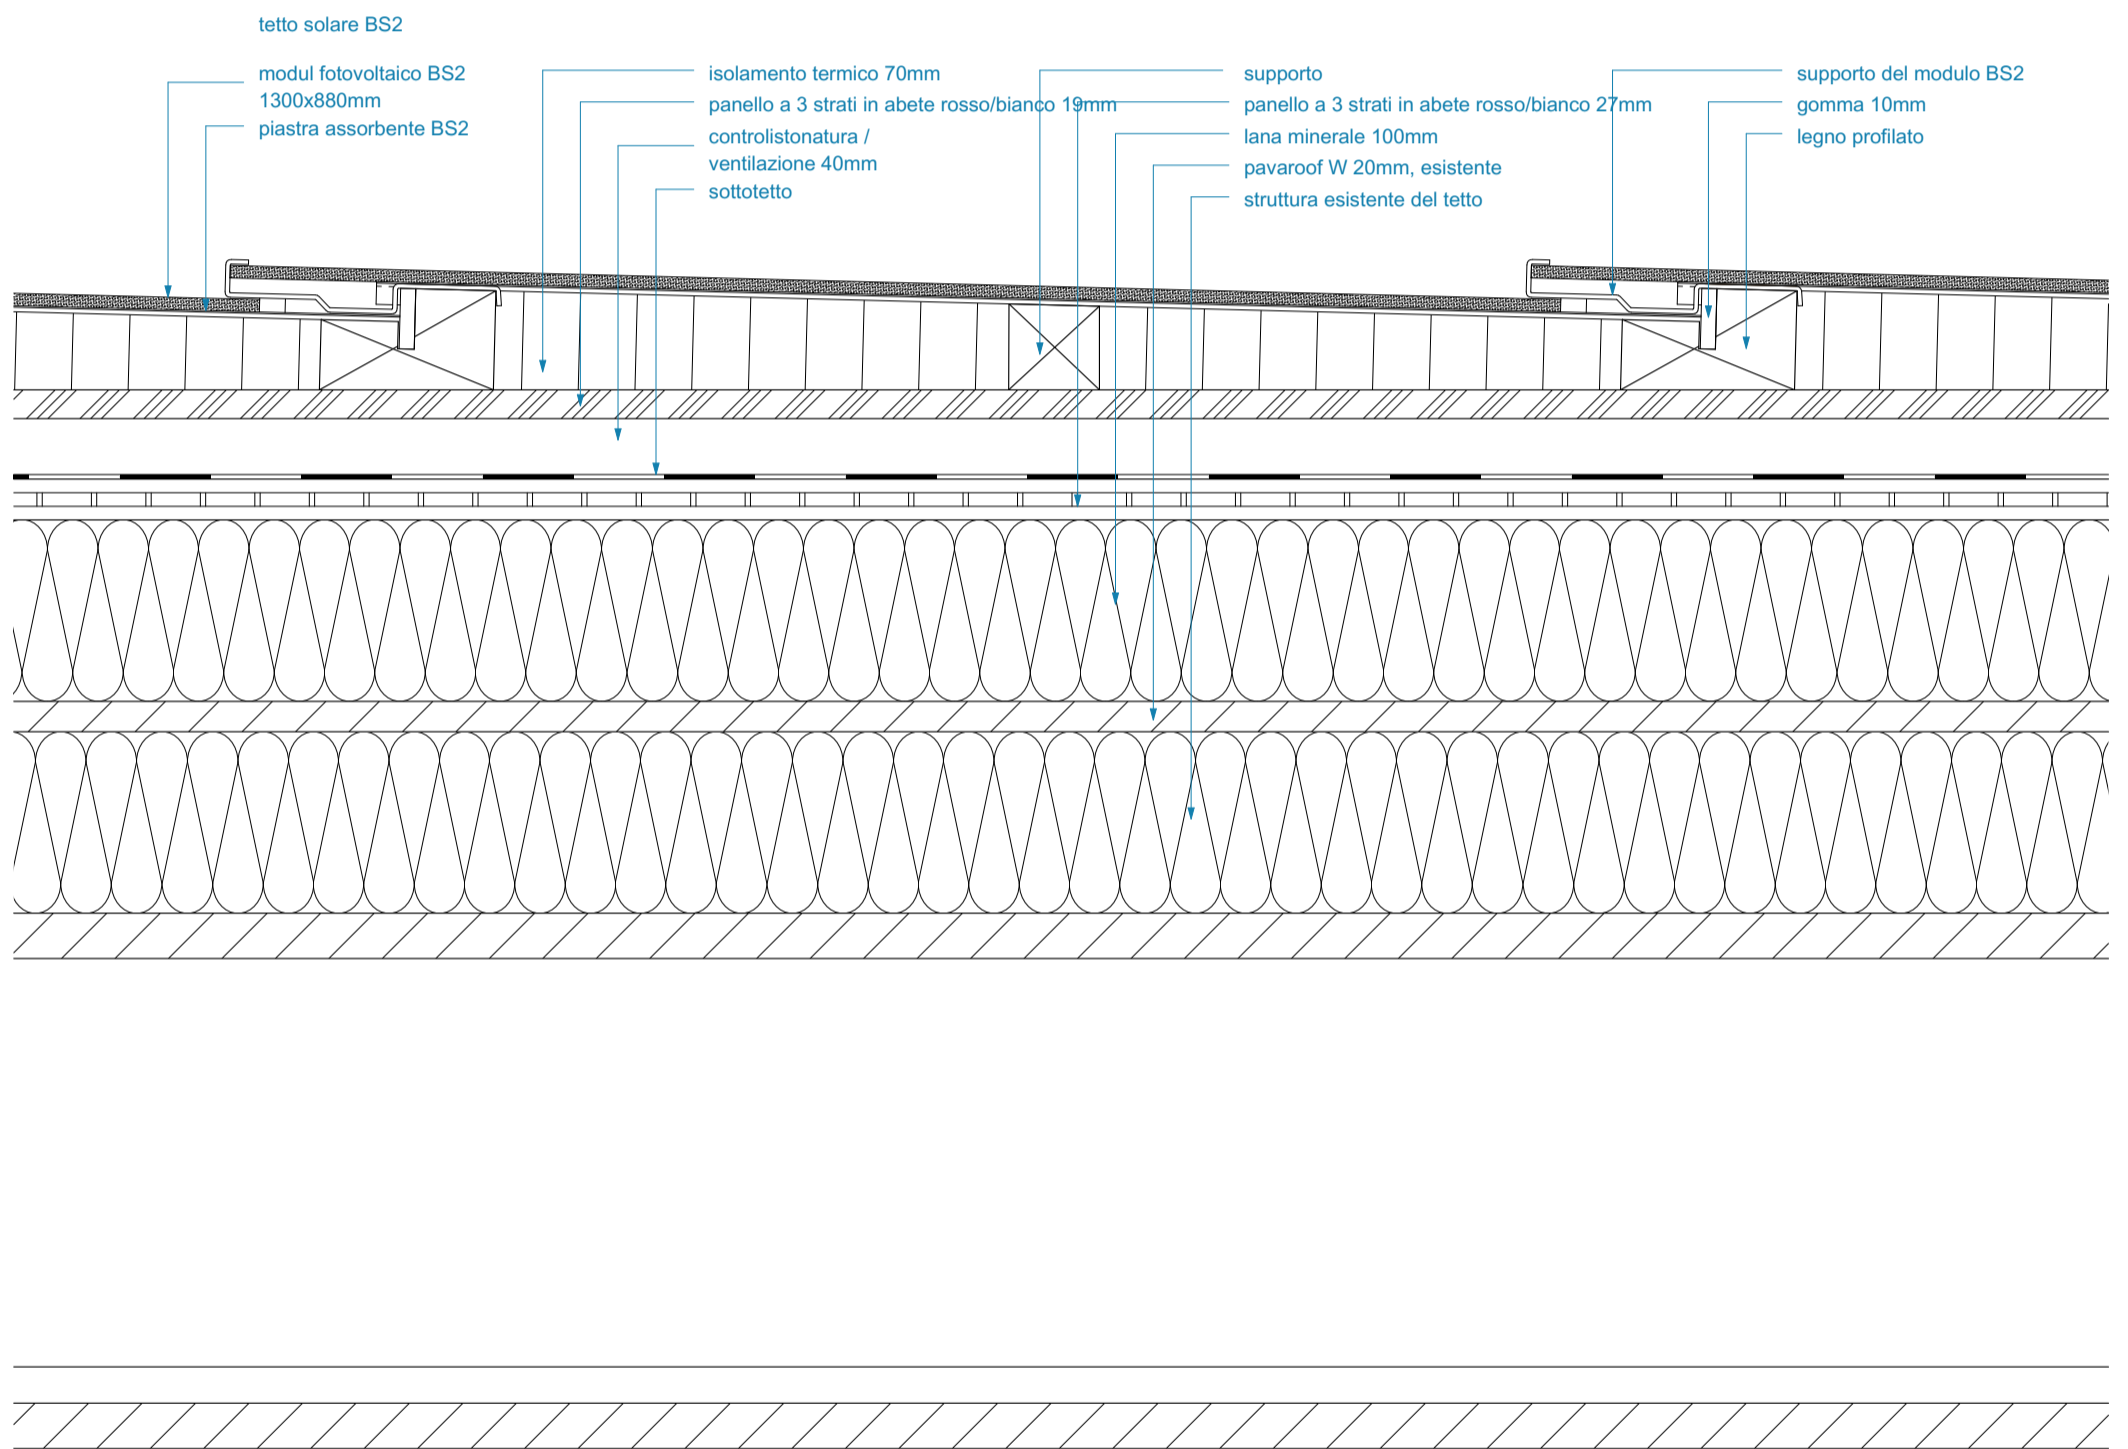 tetto solare BS2
modul fotovoltaico BS2
1300x880mm
piastra assorbente BS2
isolamento termico 70mm
panello a 3 strati in abete rosso/bianco 19mm
controlistonatura /
ventilazione 40mm
sottotetto
supporto
panello a 3 strati in abete rosso/bianco 27mm
lana minerale 100mm
pavaroof W 20mm, esistente
struttura esistente del tetto
supporto del modulo BS2
gomma 10mm
legno profilato